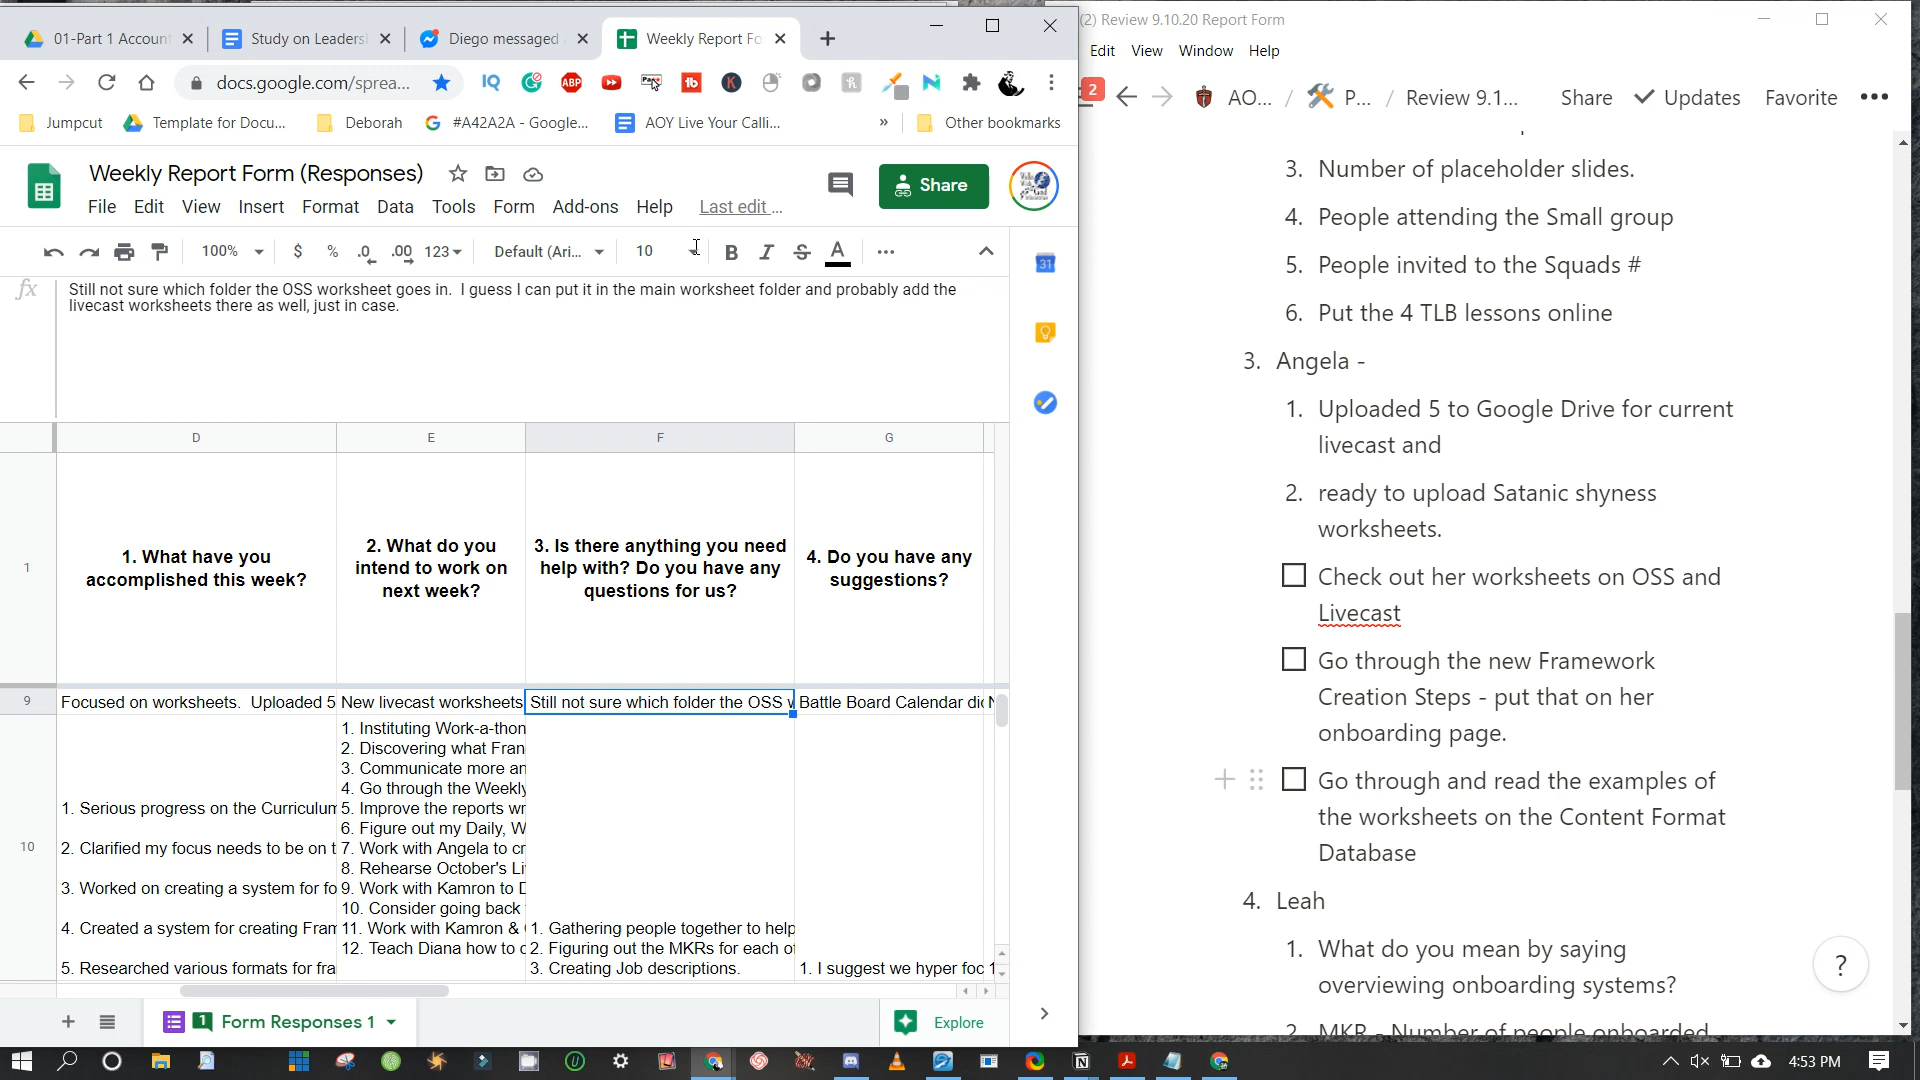 01-Part 1 Accoun
Study on Leaders
Diego messaged
Weekly Report Fo
docs.google.com/sprea...
Jumpcut
Template for Docu...
Deborah
#A42A2A - Google...
AOY Live Your Calli...
»
Other bookmarks
Weekly Report Form (Responses)
Share
File Edit View Insert Format Data Tools Form Add-ons Help Last edit ...
100% $ % .0 .00 123 Default (Ari... 10 B I S A
fx
Still not sure which folder the OSS worksheet goes in. I guess I can put it in the main worksheet folder and probably add the
livecast worksheets there as well, just in case.
D E F G
1
1. What have you
accomplished this week?
2. What do you
intend to work on
next week?
3. Is there anything you need
help with? Do you have any
questions for us?
4. Do you have any
suggestions?
9
Focused on worksheets. Uploaded 5
New livecast worksheets
Still not sure which folder the OSS w
Battle Board Calendar dic
10
1. Serious progress on the Curriculum
2. Clarified my focus needs to be on t
3. Worked on creating a system for fo
4. Created a system for creating Fram
5. Researched various formats for fra
1. Instituting Work-a-thon
2. Discovering what Fran
3. Communicate more an
4. Go through the Weekly
5. Improve the reports wr
6. Figure out my Daily, W
7. Work with Angela to cr
8. Rehearse October's Li
9. Work with Kamron to D
10. Consider going back
11. Work with Kamron &
12. Teach Diana how to c
1. Gathering people together to help
2. Figuring out the MKRs for each of
3. Creating Job descriptions.
1. I suggest we hyper foc
Form Responses 1
Explore
(2) Review 9.10.20 Report Form
Edit View Window Help
2
AO... / P... / Review 9.1...
Share Updates Favorite
3. Number of placeholder slides.
4. People attending the Small group
5. People invited to the Squads #
6. Put the 4 TLB lessons online
3. Angela -
1. Uploaded 5 to Google Drive for current
livecast and
2. ready to upload Satanic shyness
worksheets.
Check out her worksheets on OSS and
Livecast
Go through the new Framework
Creation Steps - put that on her
onboarding page.
Go through and read the examples of
the worksheets on the Content Format
Database
4. Leah
1. What do you mean by saying
overviewing onboarding systems?
2. MKR - Number of people onboarded
?
4:53 PM